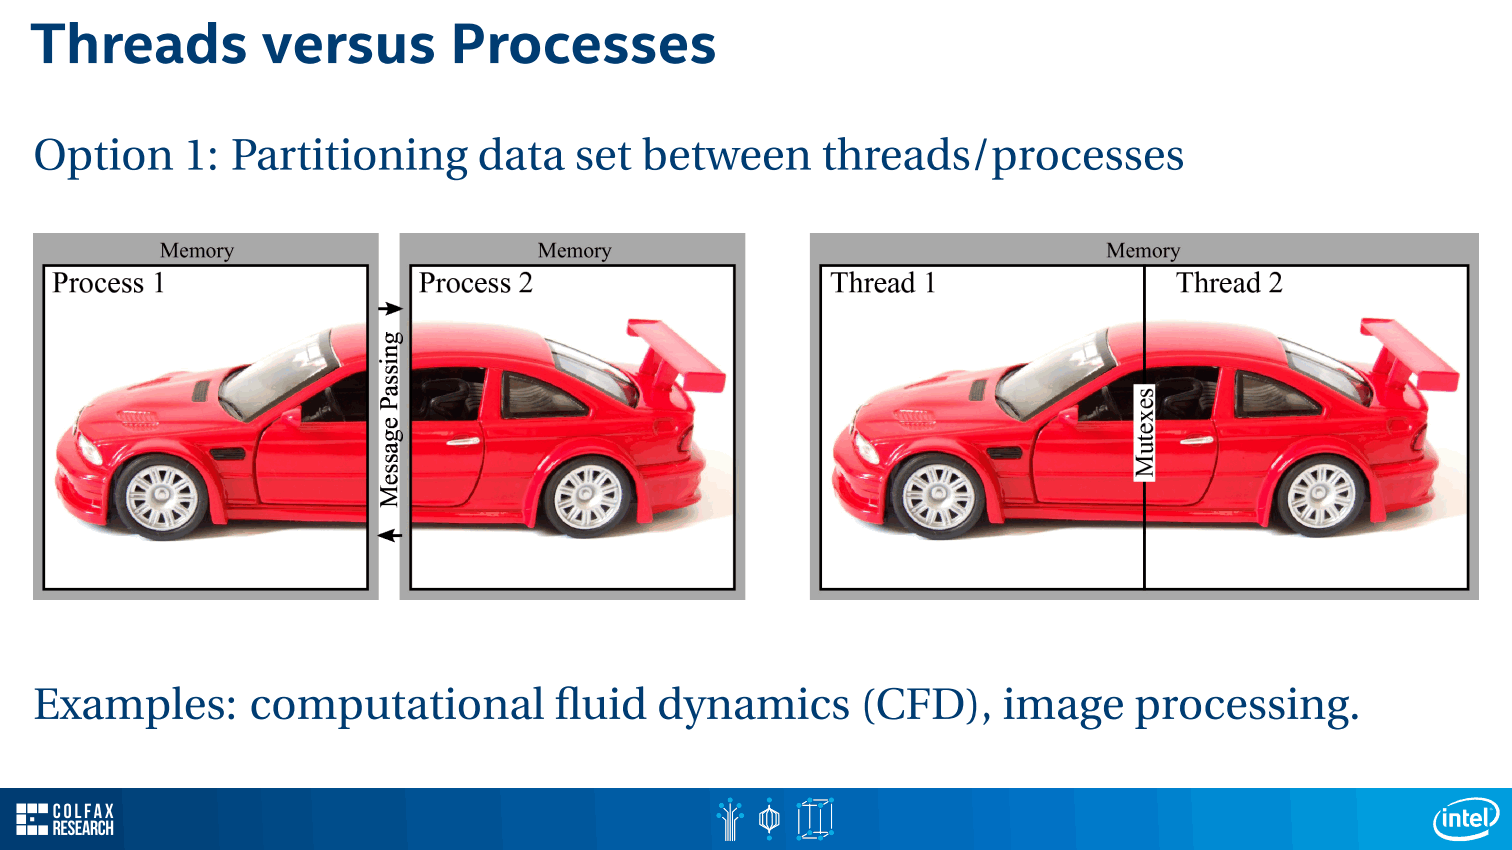 Threads versus Processes
Option 1: Partitioning data set between threads/processes
Memory
Process 1
Message Passing
Memory
Process 2
Memory
Thread 1
Thread 2
Mutexes
Examples: computational fluid dynamics (CFD), image processing.
COLFAX
RESEARCH
intel